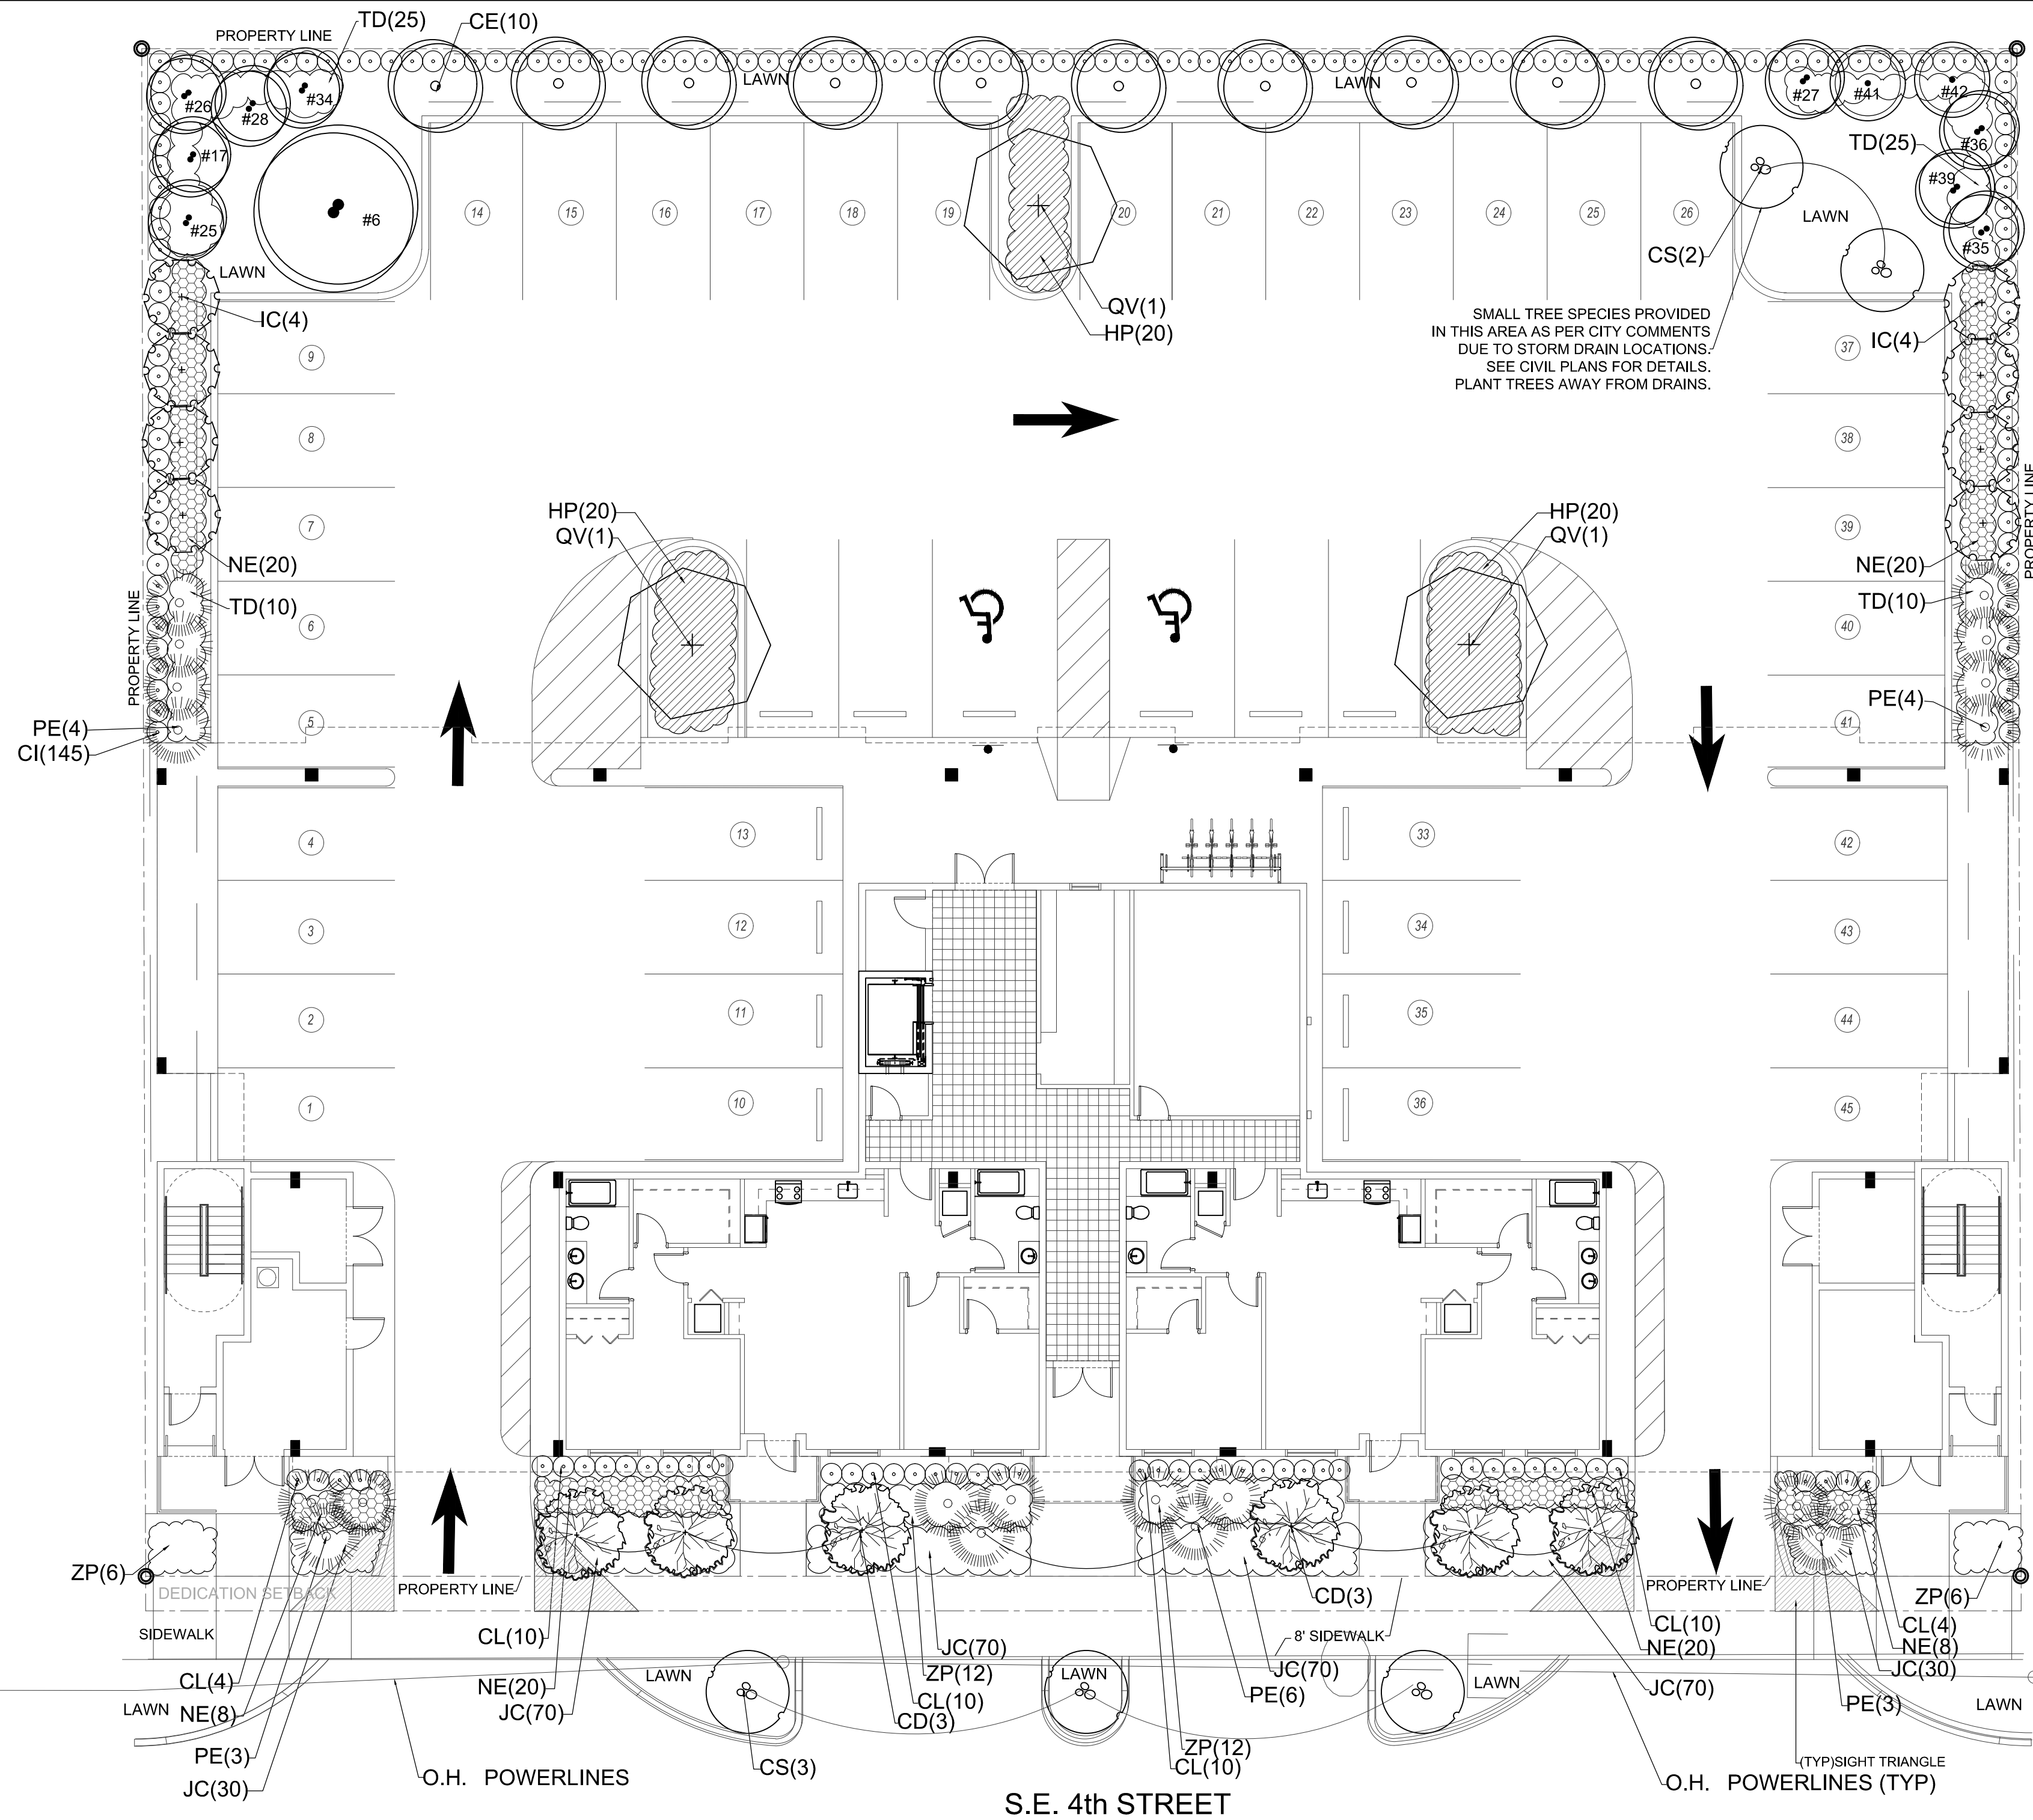 TD(25)
CE(10)
PROPERTY LINE
LAWN
LAWN
#26
#28
#34
#27
#41
#42
#17
#36
TD(25)
#39
#25
#6
14
15
16
17
18
19
20
21
22
23
24
25
26
LAWN
#35
CS(2)
LAWN
IC(4)
QV(1)
HP(20)
SMALL TREE SPECIES PROVIDED
IN THIS AREA AS PER CITY COMMENTS
DUE TO STORM DRAIN LOCATIONS.
SEE CIVIL PLANS FOR DETAILS.
PLANT TREES AWAY FROM DRAINS.
IC(4)
9
37
8
38
PROPERTY LINE
HP(20)
QV(1)
HP(20)
QV(1)
7
39
NE(20)
NE(20)
TD(10)
TD(10)
PROPERTY LINE
6
40
PE(4)
CI(145)
5
PE(4)
41
4
13
33
42
3
12
34
43
2
11
35
44
1
10
36
45
ZP(6)
DEDICATION SETBACK
PROPERTY LINE
PROPERTY LINE
ZP(6)
CD(3)
SIDEWALK
CL(10)
JC(70)
8' SIDEWALK
CL(10)
NE(20)
CL(4)
NE(8)
JC(30)
CL(4)
NE(8)
LAWN
LAWN
NE(20)
JC(70)
ZP(12)
CL(10)
CD(3)
LAWN
JC(70)
PE(6)
LAWN
JC(70)
PE(3)
LAWN
PE(3)
JC(30)
O.H. POWERLINES
CS(3)
ZP(12)
CL(10)
(TYP)SIGHT TRIANGLE
O.H. POWERLINES (TYP)
S.E. 4th STREET